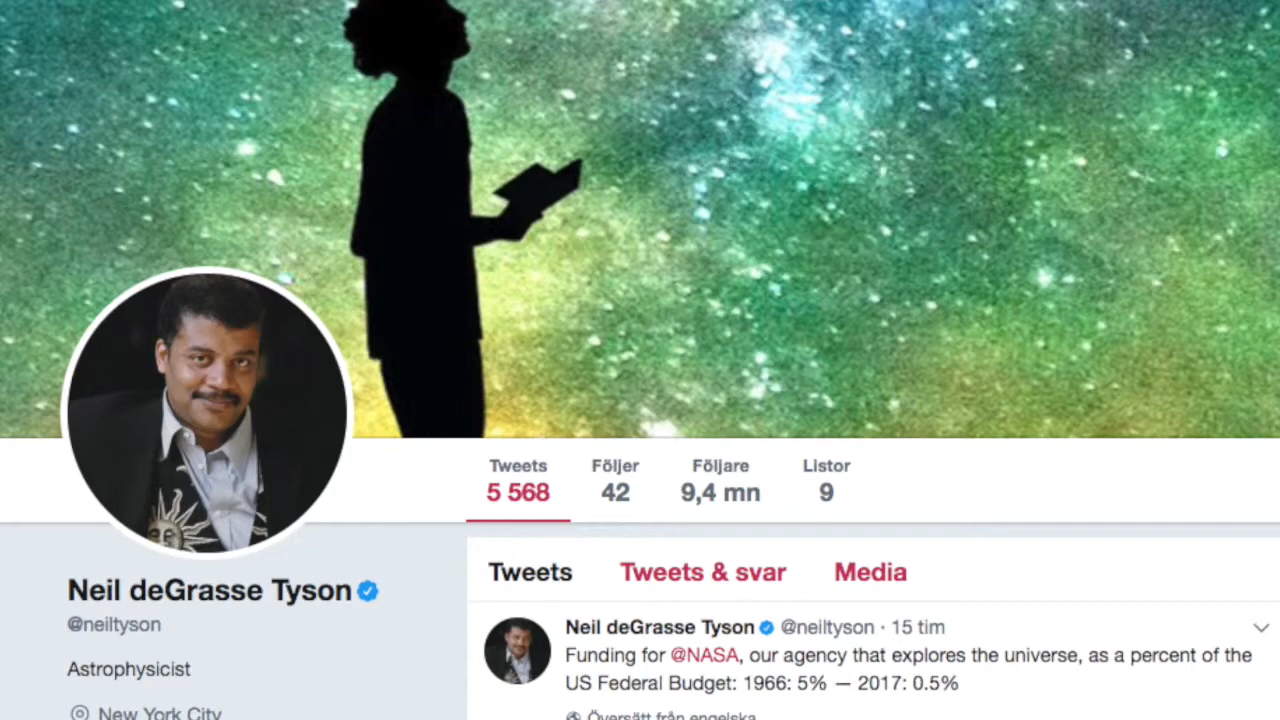 Tweets Följer Följare Listor
5 568 42 9,4 mn 9
Neil deGrasse Tyson
@neiltyson
Astrophysicist
New York City
Tweets Tweets & svar Media
Neil deGrasse Tyson @neiltyson · 15 tim
Funding for @NASA, our agency that explores the universe, as a percent of the
US Federal Budget: 1966: 5% — 2017: 0.5%
Översätt från engelska